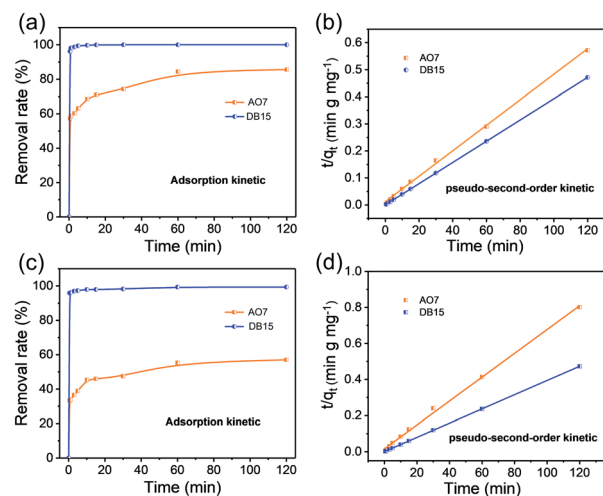 (a)
Removal rate (%)
100
80
60
40
20
0
AO7
DB15
Adsorption kinetic
0 20 40 60 80 100 120
Time (min)
(b)
t/qt (min g mg-1)
0.6
0.5
0.4
0.3
0.2
0.1
0.0
AO7
DB15
pseudo-second-order kinetic
0 20 40 60 80 100 120
Time (min)
(c)
Removal rate (%)
100
80
60
40
20
0
AO7
DB15
Adsorption kinetic
0 20 40 60 80 100 120
Time (min)
(d)
t/qt (min g mg-1)
1.0
0.8
0.6
0.4
0.2
0.0
AO7
DB15
pseudo-second-order kinetic
0 20 40 60 80 100 120
Time (min)